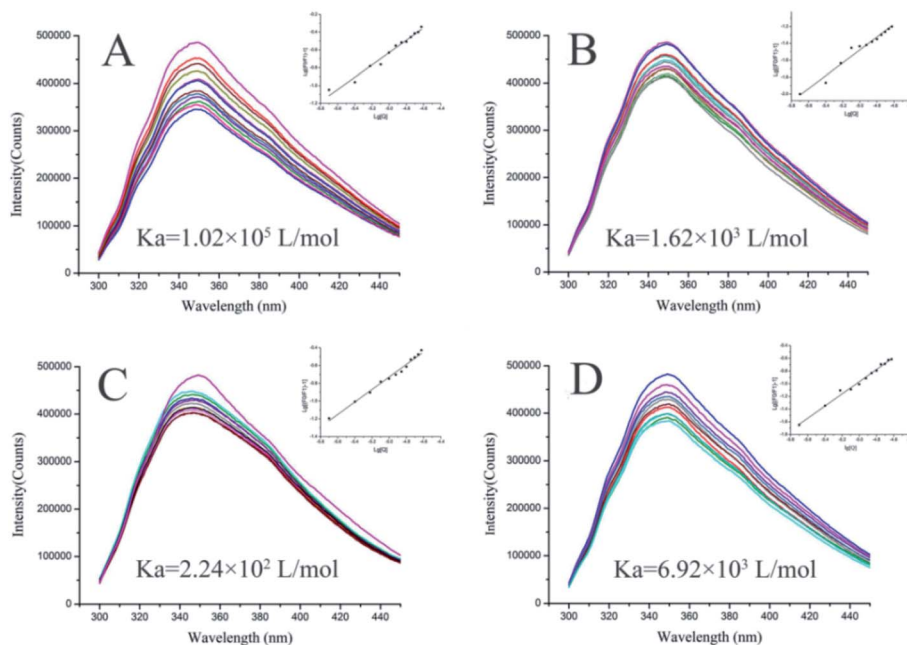 A
500000
400000
300000
200000
100000
0
Intensity(Counts)
300 320 340 360 380 400 420 440
Wavelength (nm)
Ka=1.02×10⁵ L/mol
Lg[Q]
B
500000
400000
300000
200000
100000
0
Intensity(Counts)
300 320 340 360 380 400 420 440
Wavelength (nm)
Ka=1.62×10³ L/mol
Lg[Q]
C
500000
400000
300000
200000
100000
0
Intensity(Counts)
300 320 340 360 380 400 420 440
Wavelength (nm)
Ka=2.24×10² L/mol
Lg[Q]
D
500000
400000
300000
200000
100000
0
Intensity(Counts)
300 320 340 360 380 400 420 440
Wavelength (nm)
Ka=6.92×10³ L/mol
lg[Q]